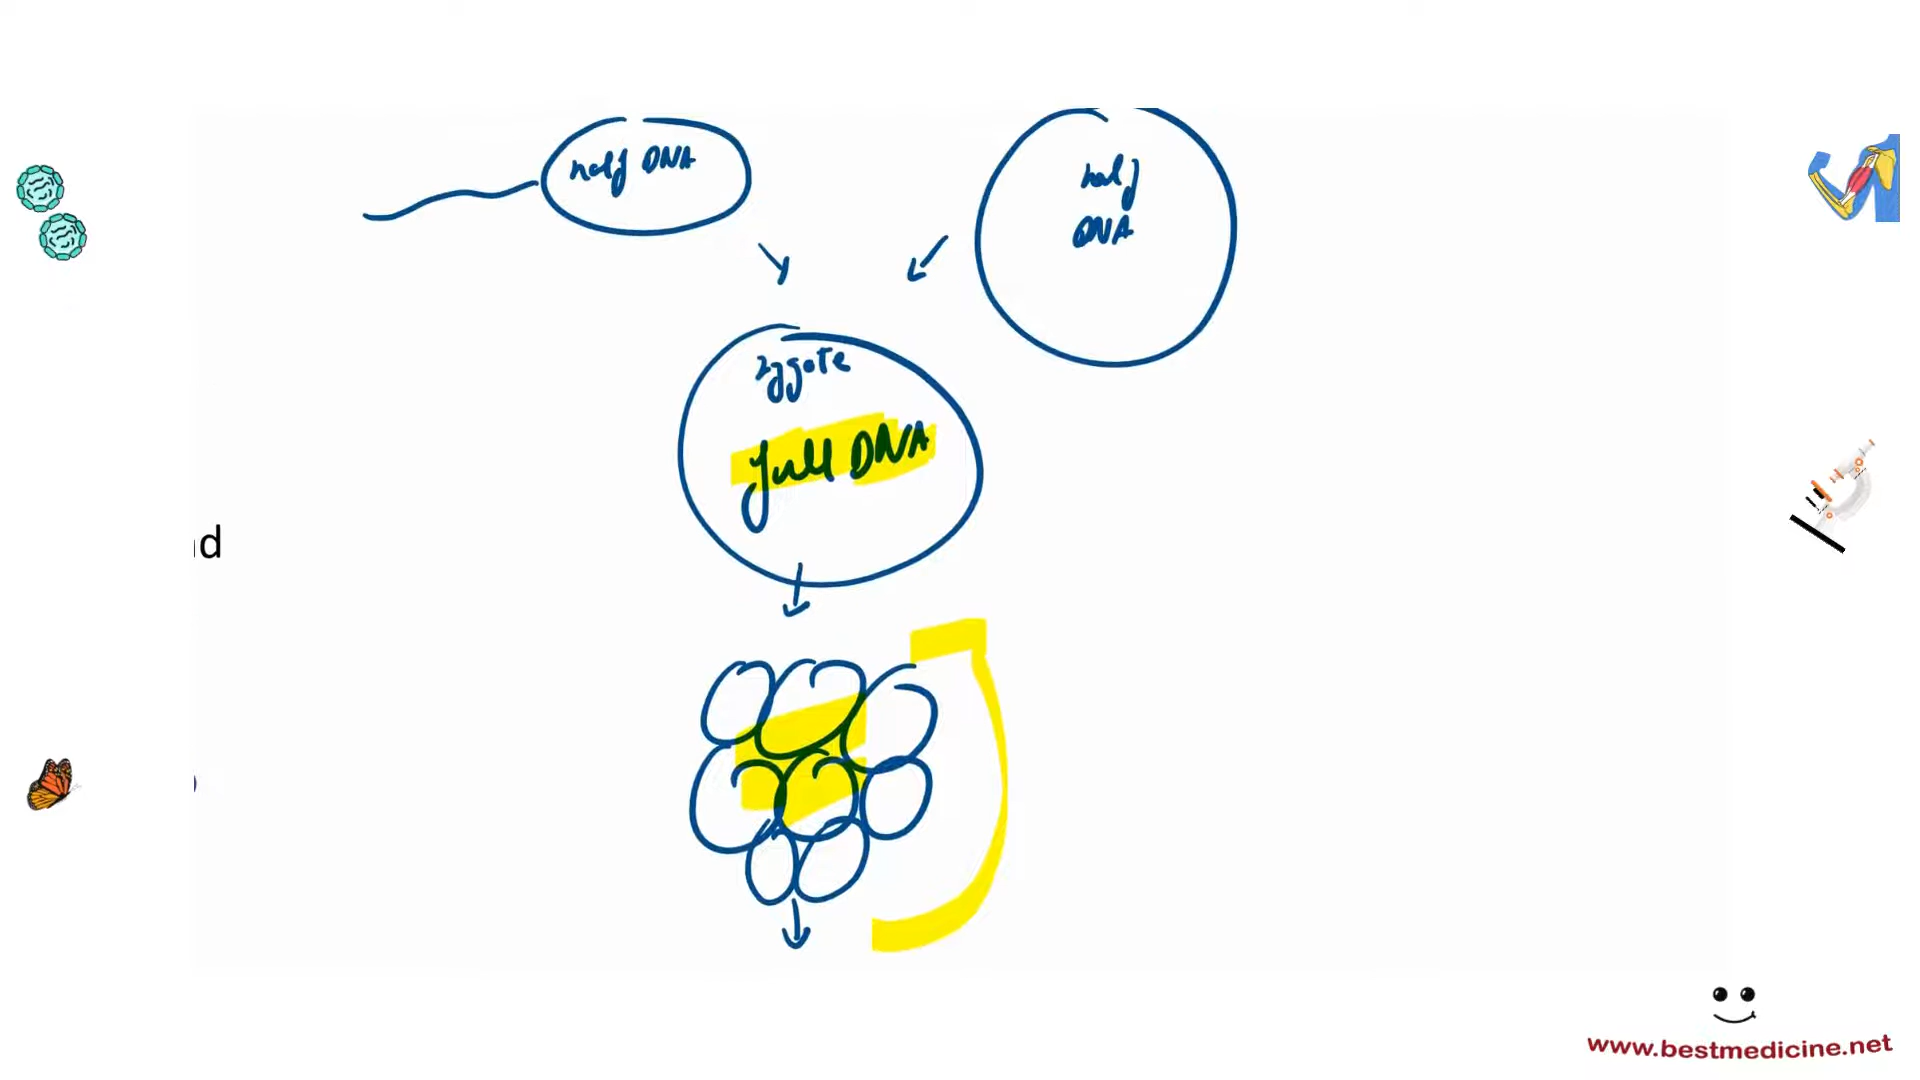 half DNA
half
DNA
zygote
full DNA
d
www.bestmedicine.net